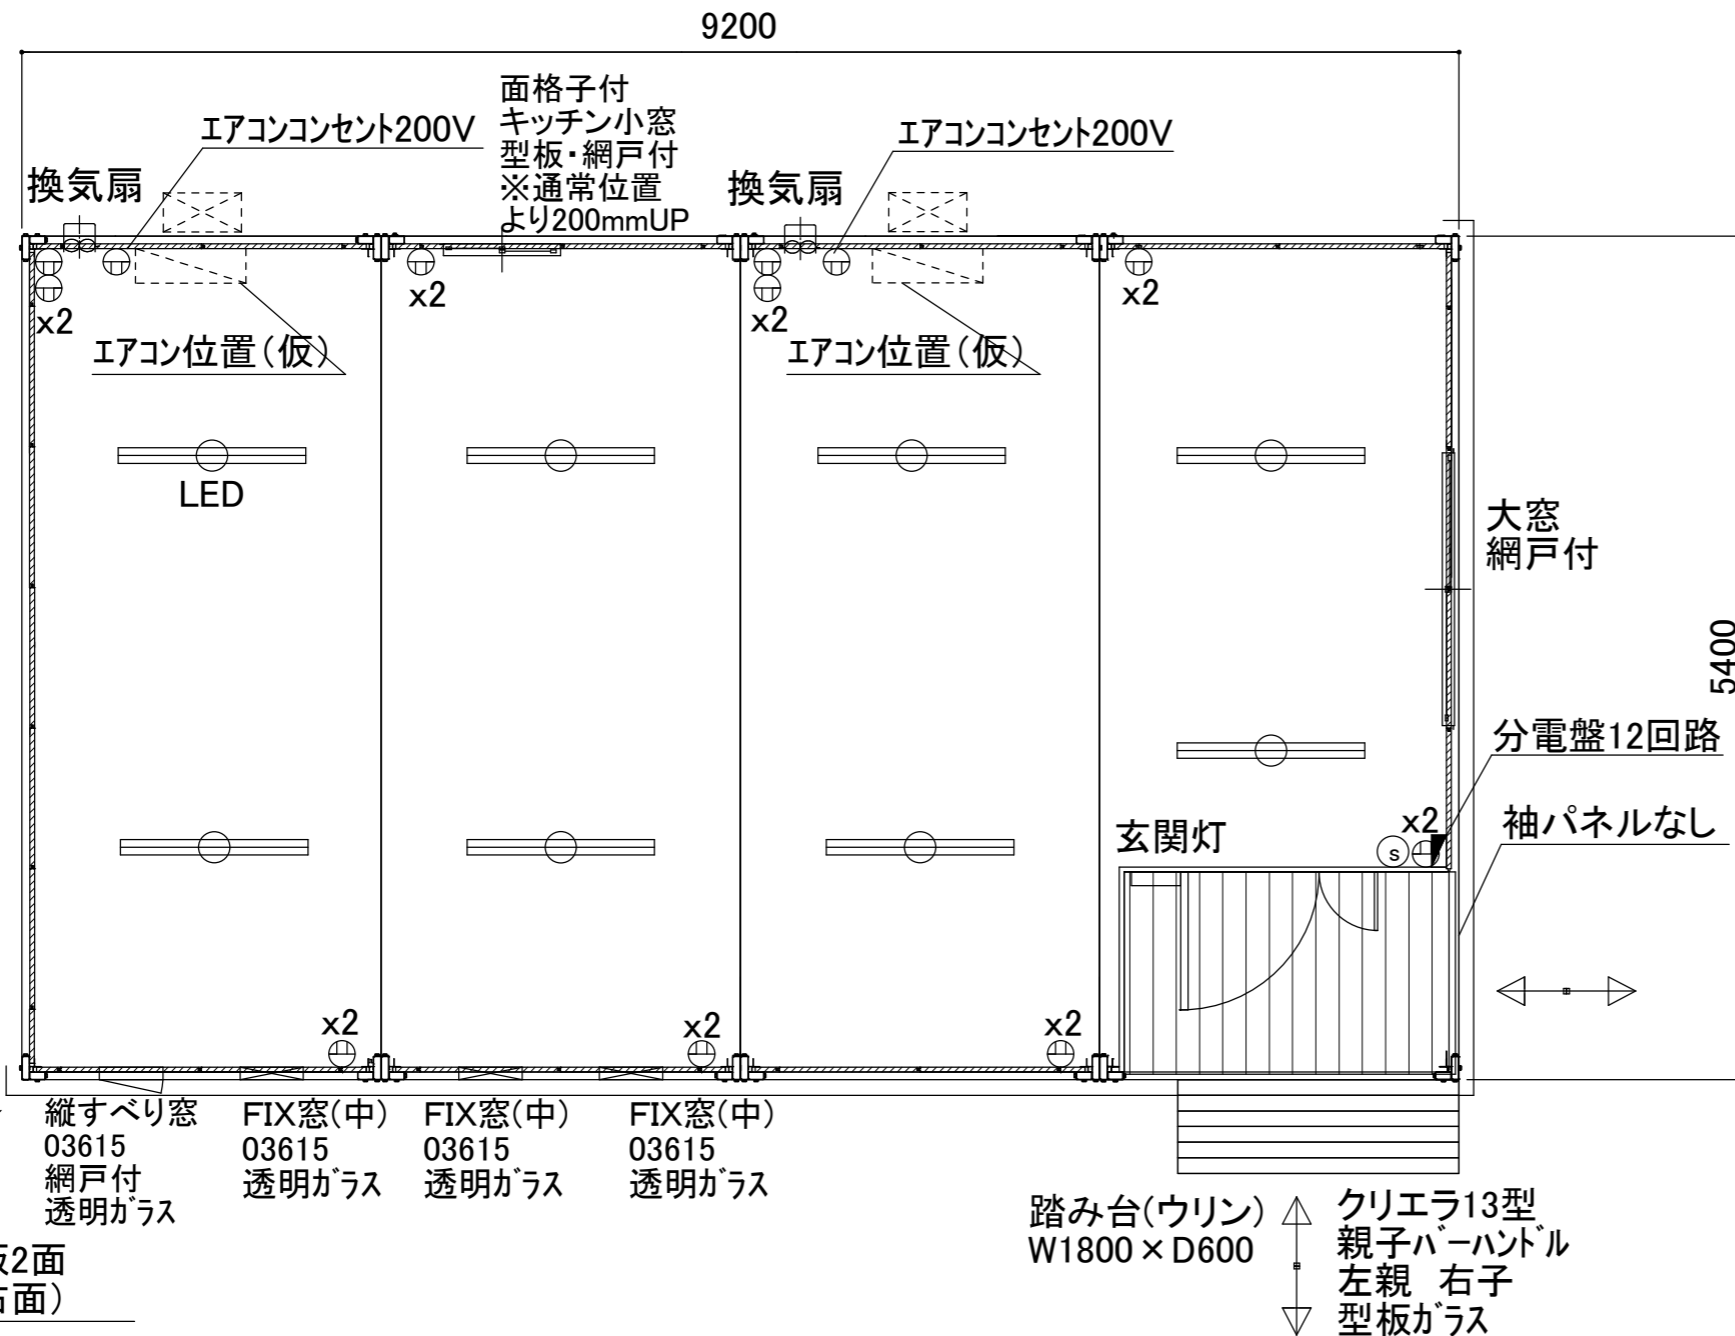 9200
面格子付
キッチン小窓
型板・網戸付
※通常位置
より200mmUP
エアコンコンセント200V
エアコンコンセント200V
換気扇
換気扇
x2
x2
x2
x2
エアコン位置（仮）
エアコン位置（仮）
LED
大窓
網戸付
5400
分電盤12回路
袖パネルなし
玄関灯
x2
s
x2
x2
x2
縦すべり窓
03615
網戸付
透明ガラス
FIX窓(中)
03615
透明ガラス
FIX窓(中)
03615
透明ガラス
FIX窓(中)
03615
透明ガラス
踏み台(ウリン)
W1800×D600
クリエラ13型
親子バーハンドル
左親 右子
型板ガラス
2面
面）